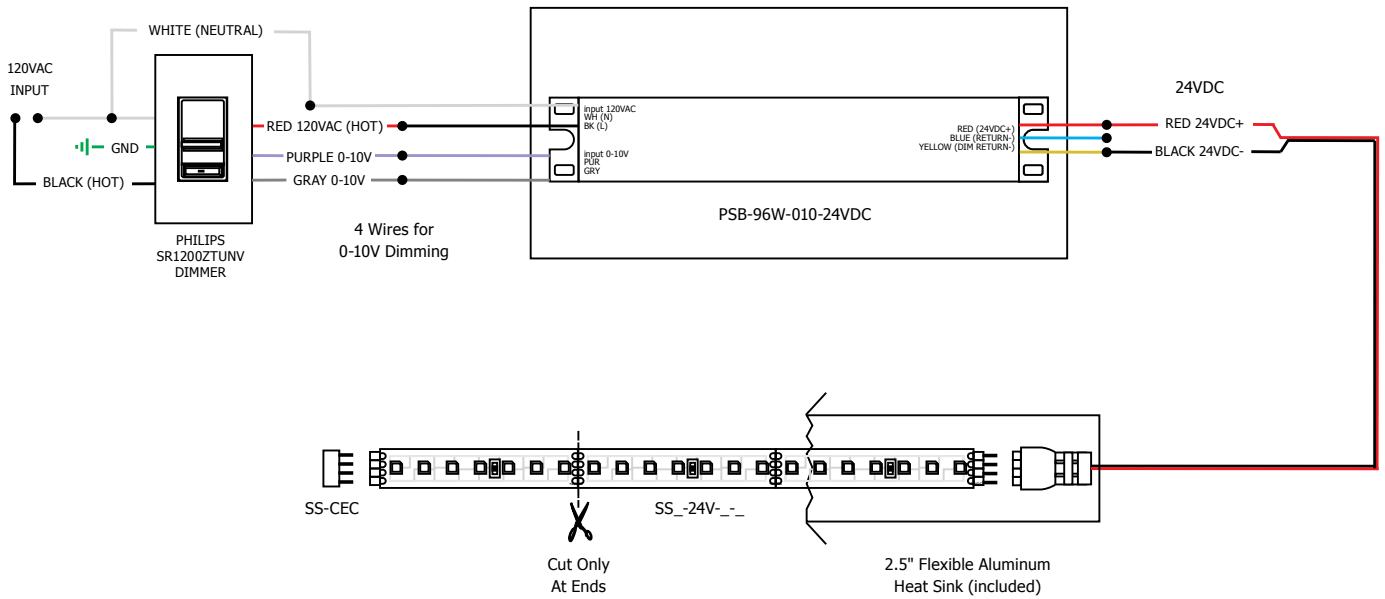 WHITE (NEUTRAL)
120VAC
INPUT
GND
BLACK (HOT)
PHILIPS
SR1200ZTUNV
DIMMER
RED 120VAC (HOT)
PURPLE 0-10V
GRAY 0-10V
4 Wires for
0-10V Dimming
input 120VAC
WH (N)
BK (L)
input 0-10V
PUR
GRY
RED (24VDC+)
BLUE (RETURN-)
YELLOW (DIM RETURN-)
PSB-96W-010-24VDC
24VDC
RED 24VDC+
BLACK 24VDC-
SS-CEC
SS_-24V-_-_
Cut Only
At Ends
2.5" Flexible Aluminum
Heat Sink (included)